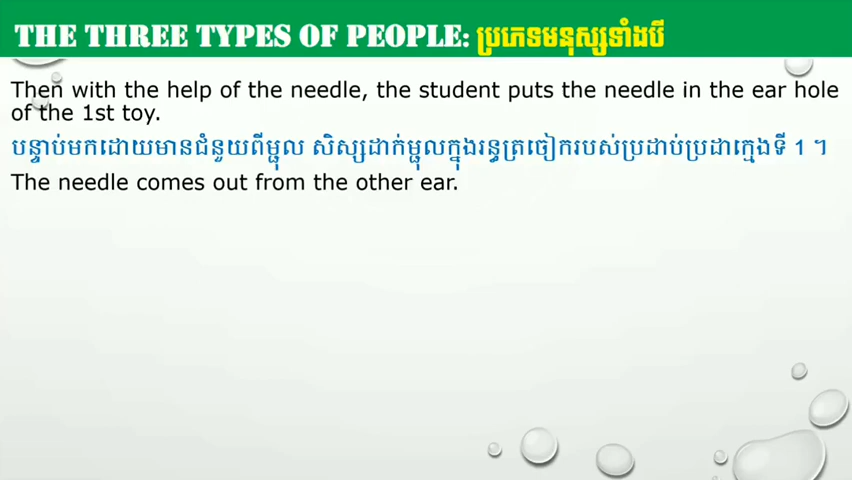 THE THREE TYPES OF PEOPLE: ប្រភេទមនុស្សទាំងបី
Then with the help of the needle, the student puts the needle in the ear hole
of the 1st toy.
បន្ទាប់មកដោយមានជំនួយពីម្ជុល សិស្សដាក់ម្ជុលក្នុងរន្ធត្រចៀករបស់ប្រដាប់ប្រដាក្មេងទី 1 ។
The needle comes out from the other ear.